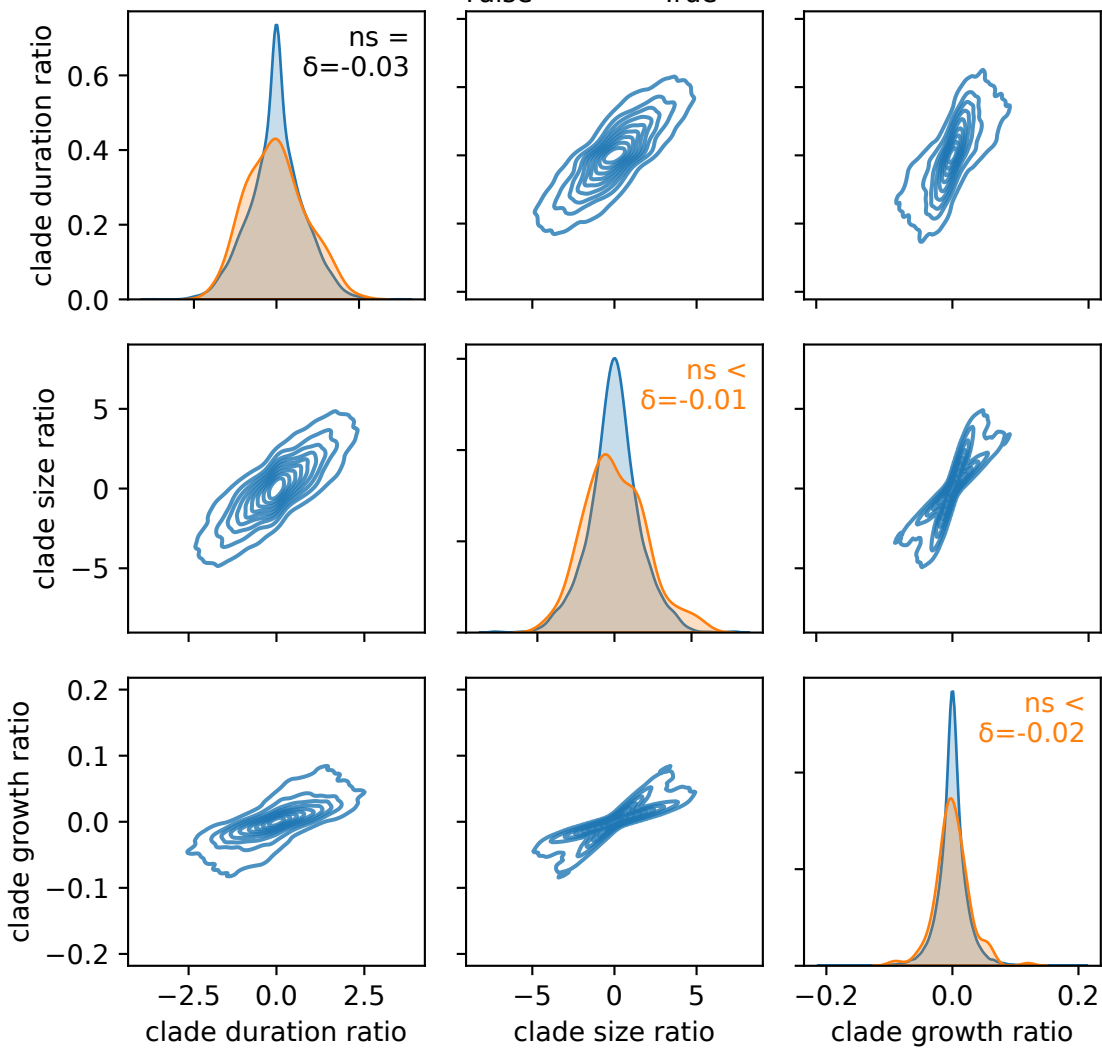 clade duration ratio
0.6
0.4
0.2
0.0
ns =
δ=-0.03
clade size ratio
5
0
−5
ns <
δ=-0.01
clade growth ratio
0.2
0.1
0.0
−0.1
−0.2
ns <
δ=-0.02
−2.5 0.0 2.5
−5 0 5
−0.2 0.0 0.2
clade duration ratio
clade size ratio
clade growth ratio